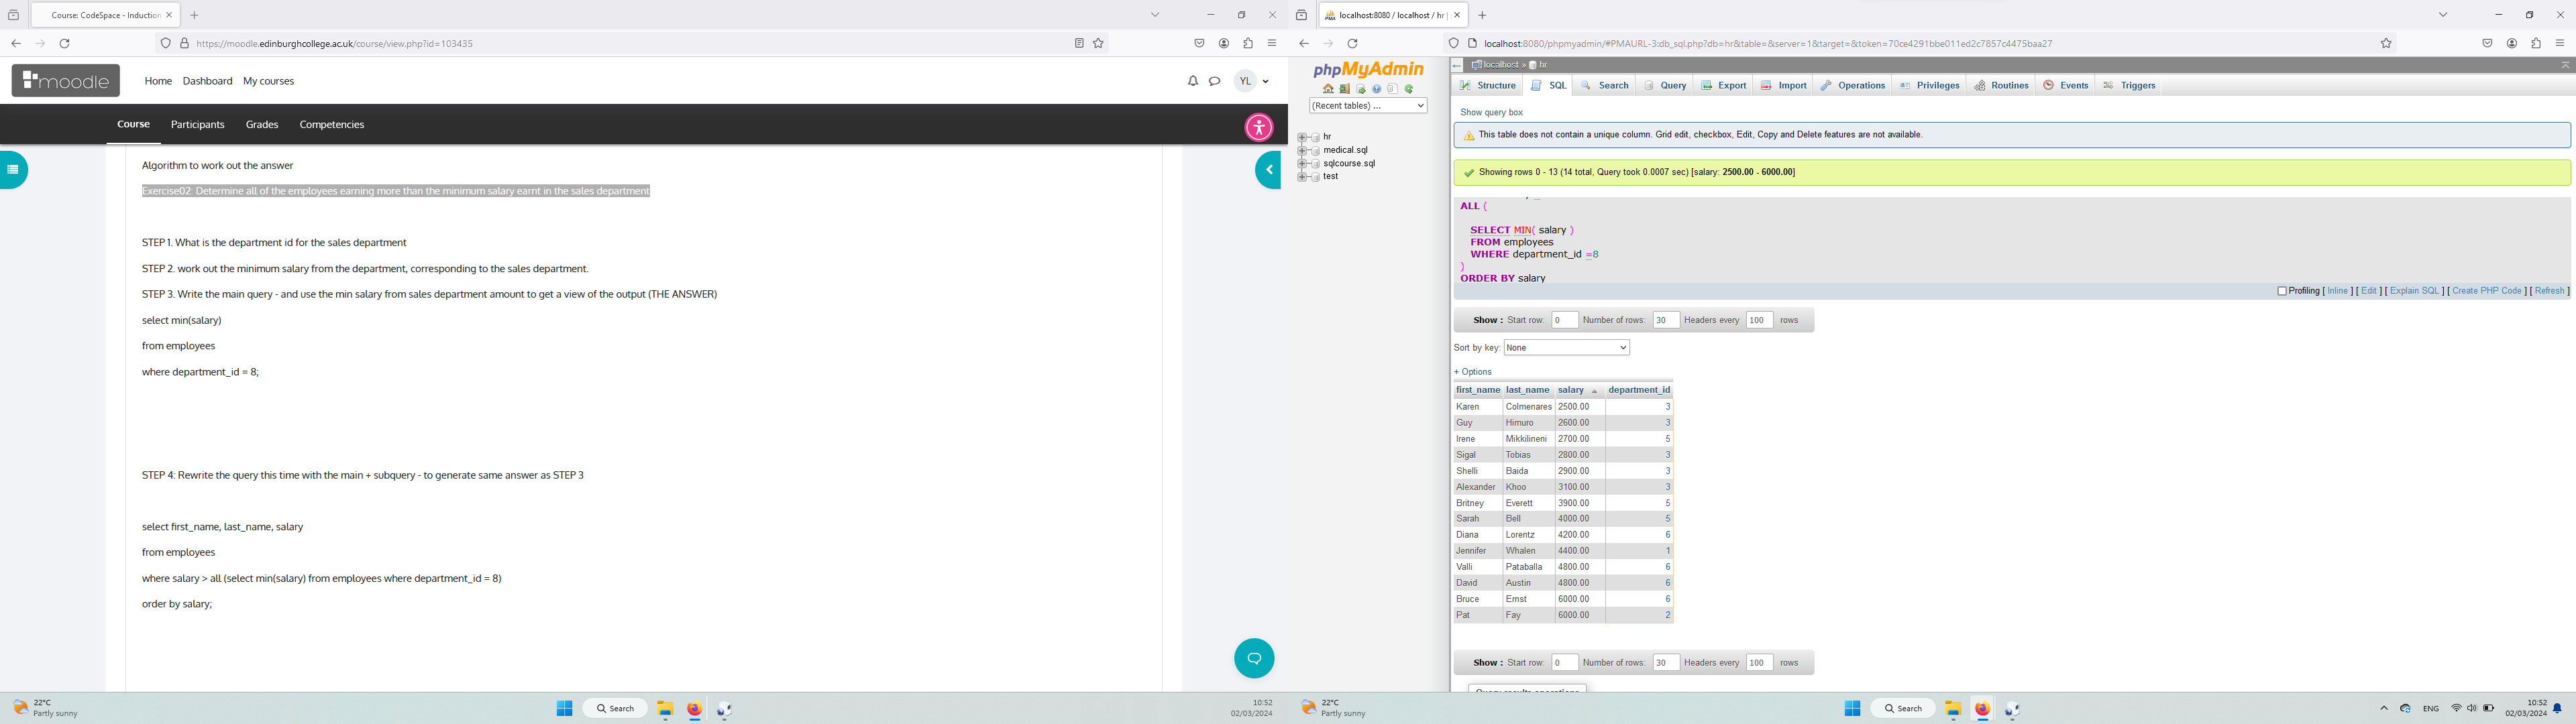 Course: CodeSpace - Induction
https://moodle.edinburghcollege.ac.uk/course/view.php?id=103435
moodle
Home Dashboard My courses
YL
Course Participants Grades Competencies
Algorithm to work out the answer
Exercise02: Determine all of the employees earning more than the minimum salary earnt in the sales department
STEP 1. What is the department id for the sales department
STEP 2. work out the minimum salary from the department, corresponding to the sales department.
STEP 3. Write the main query - and use the min salary from sales department amount to get a view of the output (THE ANSWER)
select min(salary)
from employees
where department_id = 8;
STEP 4: Rewrite the query this time with the main + subquery - to generate same answer as STEP 3
select first_name, last_name, salary
from employees
where salary > all (select min(salary) from employees where department_id = 8)
order by salary;
22°C
Partly sunny
Search
10:52
02/03/2024
localhost:8080 / localhost / hr |
localhost:8080/phpmyadmin/#PMAURL-3:db_sql.php?db=hr&table=&server=1&target=&token=70ce4291bbe011ed2c7857c4475baa27
phpMyAdmin
(Recent tables) ...
hr
medical.sql
sqlcourse.sql
test
localhost » hr
Structure SQL Search Query Export Import Operations Privileges Routines Events Triggers
Show query box
This table does not contain a unique column. Grid edit, checkbox, Edit, Copy and Delete features are not available.
Showing rows 0 - 13 (14 total, Query took 0.0007 sec) [salary: 2500.00 - 6000.00]
ALL (
SELECT MIN( salary )
FROM employees
WHERE department_id =8
)
ORDER BY salary
Profiling [ Inline ] [ Edit ] [ Explain SQL ] [ Create PHP Code ] [ Refresh ]
Show : Start row: 0 Number of rows: 30 Headers every 100 rows
Sort by key: None
+ Options
first_name last_name salary department_id
Karen Colmenares 2500.00 3
Guy Himuro 2600.00 3
Irene Mikkilineni 2700.00 5
Sigal Tobias 2800.00 3
Shelli Baida 2900.00 3
Alexander Khoo 3100.00 3
Britney Everett 3900.00 5
Sarah Bell 4000.00 5
Diana Lorentz 4200.00 6
Jennifer Whalen 4400.00 1
Valli Pataballa 4800.00 6
David Austin 4800.00 6
Bruce Ernst 6000.00 6
Pat Fay 6000.00 2
Show : Start row: 0 Number of rows: 30 Headers every 100 rows
Query results operations
22°C
Partly sunny
Search
ENG
10:52
02/03/2024